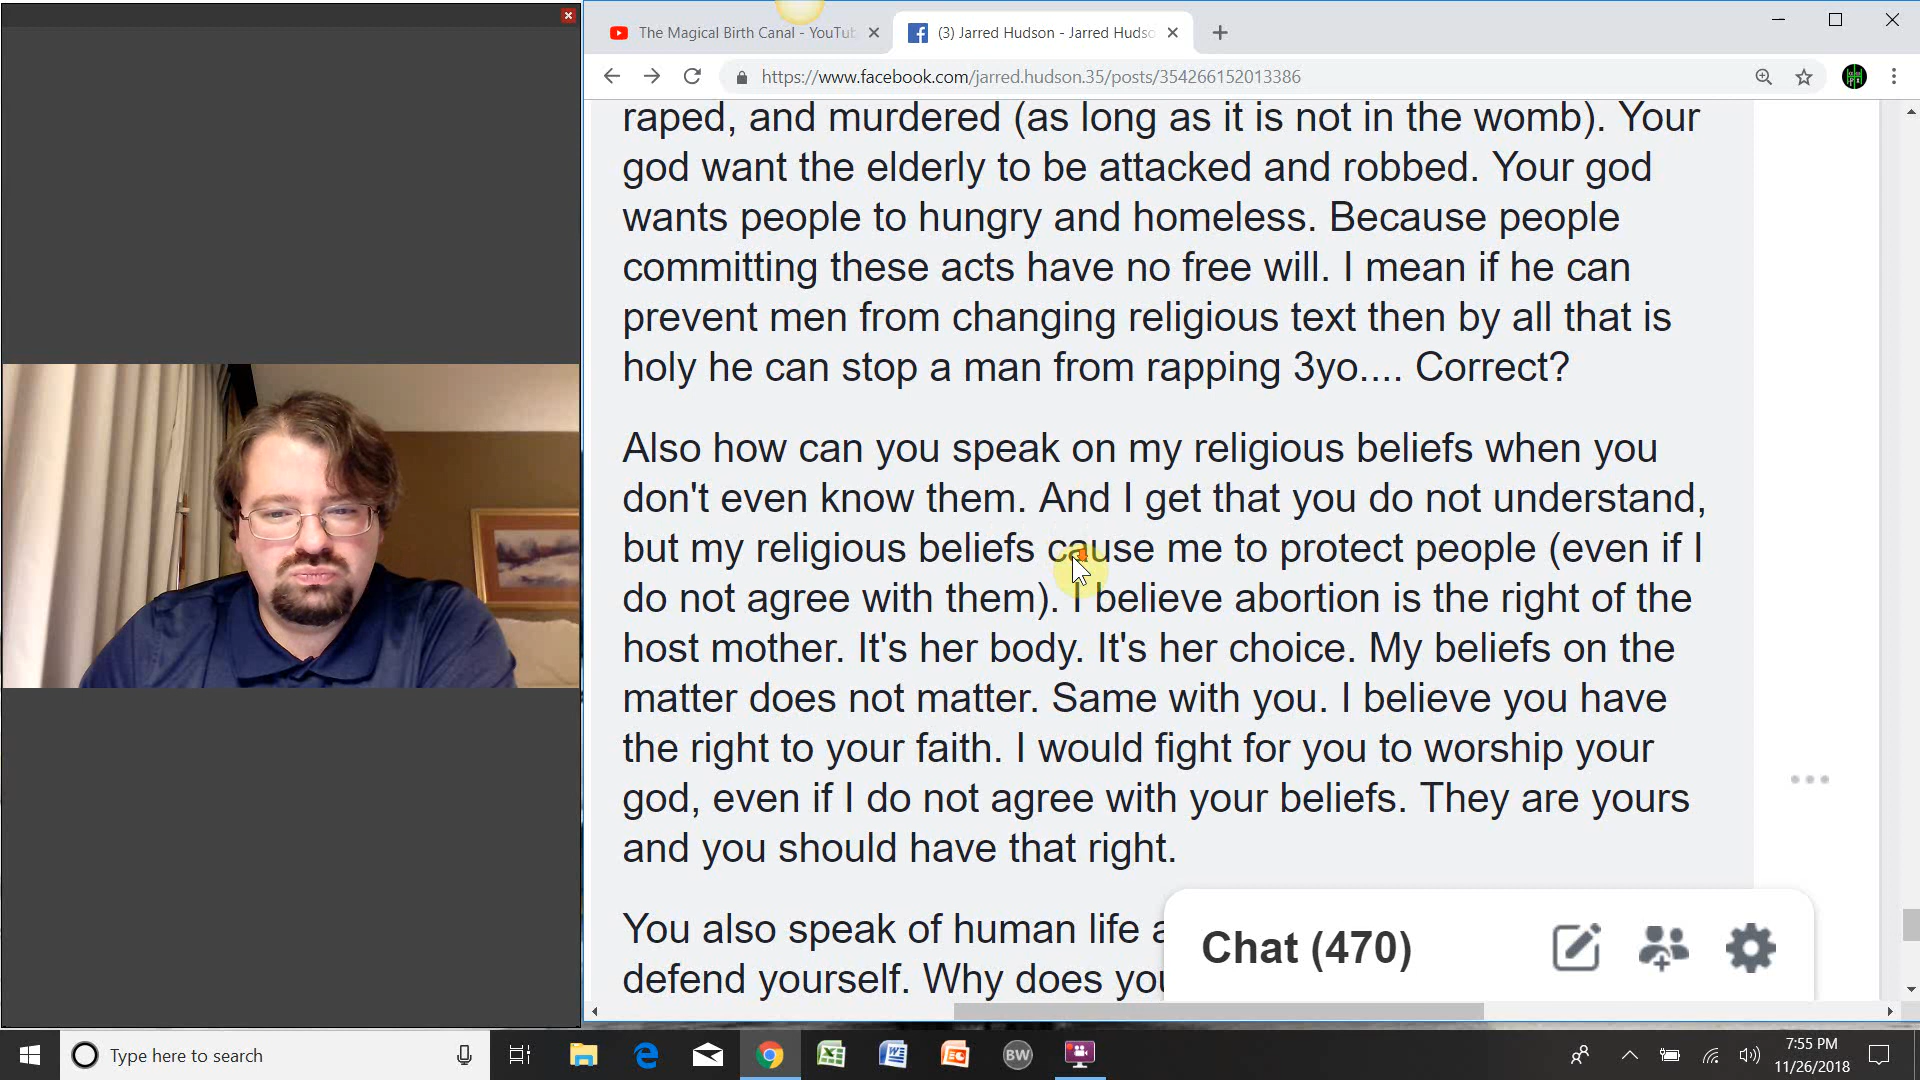 The Magical Birth Canal - YouTub
(3) Jarred Hudson - Jarred Hudso
https://www.facebook.com/jarred.hudson.35/posts/354266152013386
raped, and murdered (as long as it is not in the womb). Your
god want the elderly to be attacked and robbed. Your god
wants people to hungry and homeless. Because people
committing these acts have no free will. I mean if he can
prevent men from changing religious text then by all that is
holy he can stop a man from rapping 3yo.... Correct?
Also how can you speak on my religious beliefs when you
don't even know them. And I get that you do not understand,
but my religious beliefs cause me to protect people (even if I
do not agree with them). I believe abortion is the right of the
host mother. It's her body. It's her choice. My beliefs on the
matter does not matter. Same with you. I believe you have
the right to your faith. I would fight for you to worship your
god, even if I do not agree with your beliefs. They are yours
and you should have that right.
You also speak of human life
defend yourself. Why does you
Chat (470)
Type here to search
BW
7:55 PM
11/26/2018